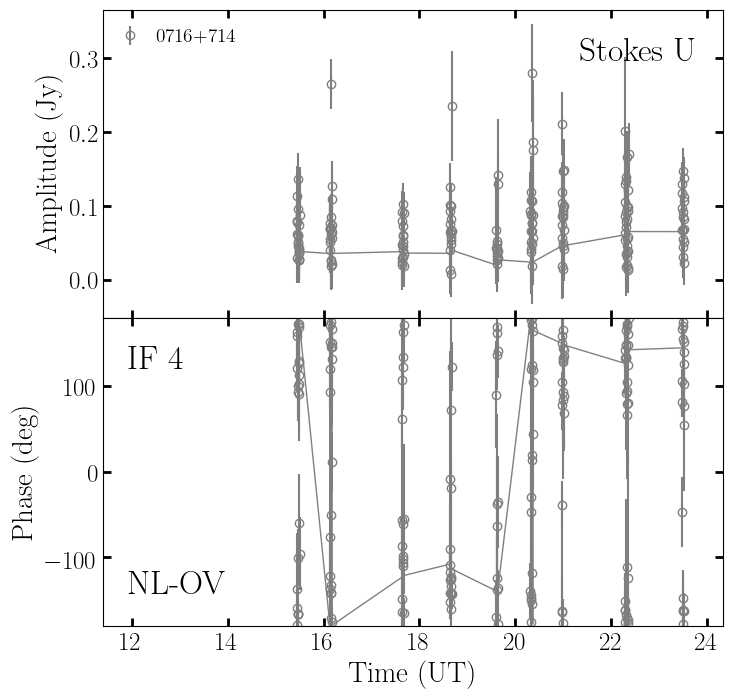 0716+714
Stokes U
0.3
0.2
0.1
0.0
Amplitude (Jy)
IF 4
100
0
−100
Phase (deg)
NL-OV
12 14 16 18 20 22 24
Time (UT)